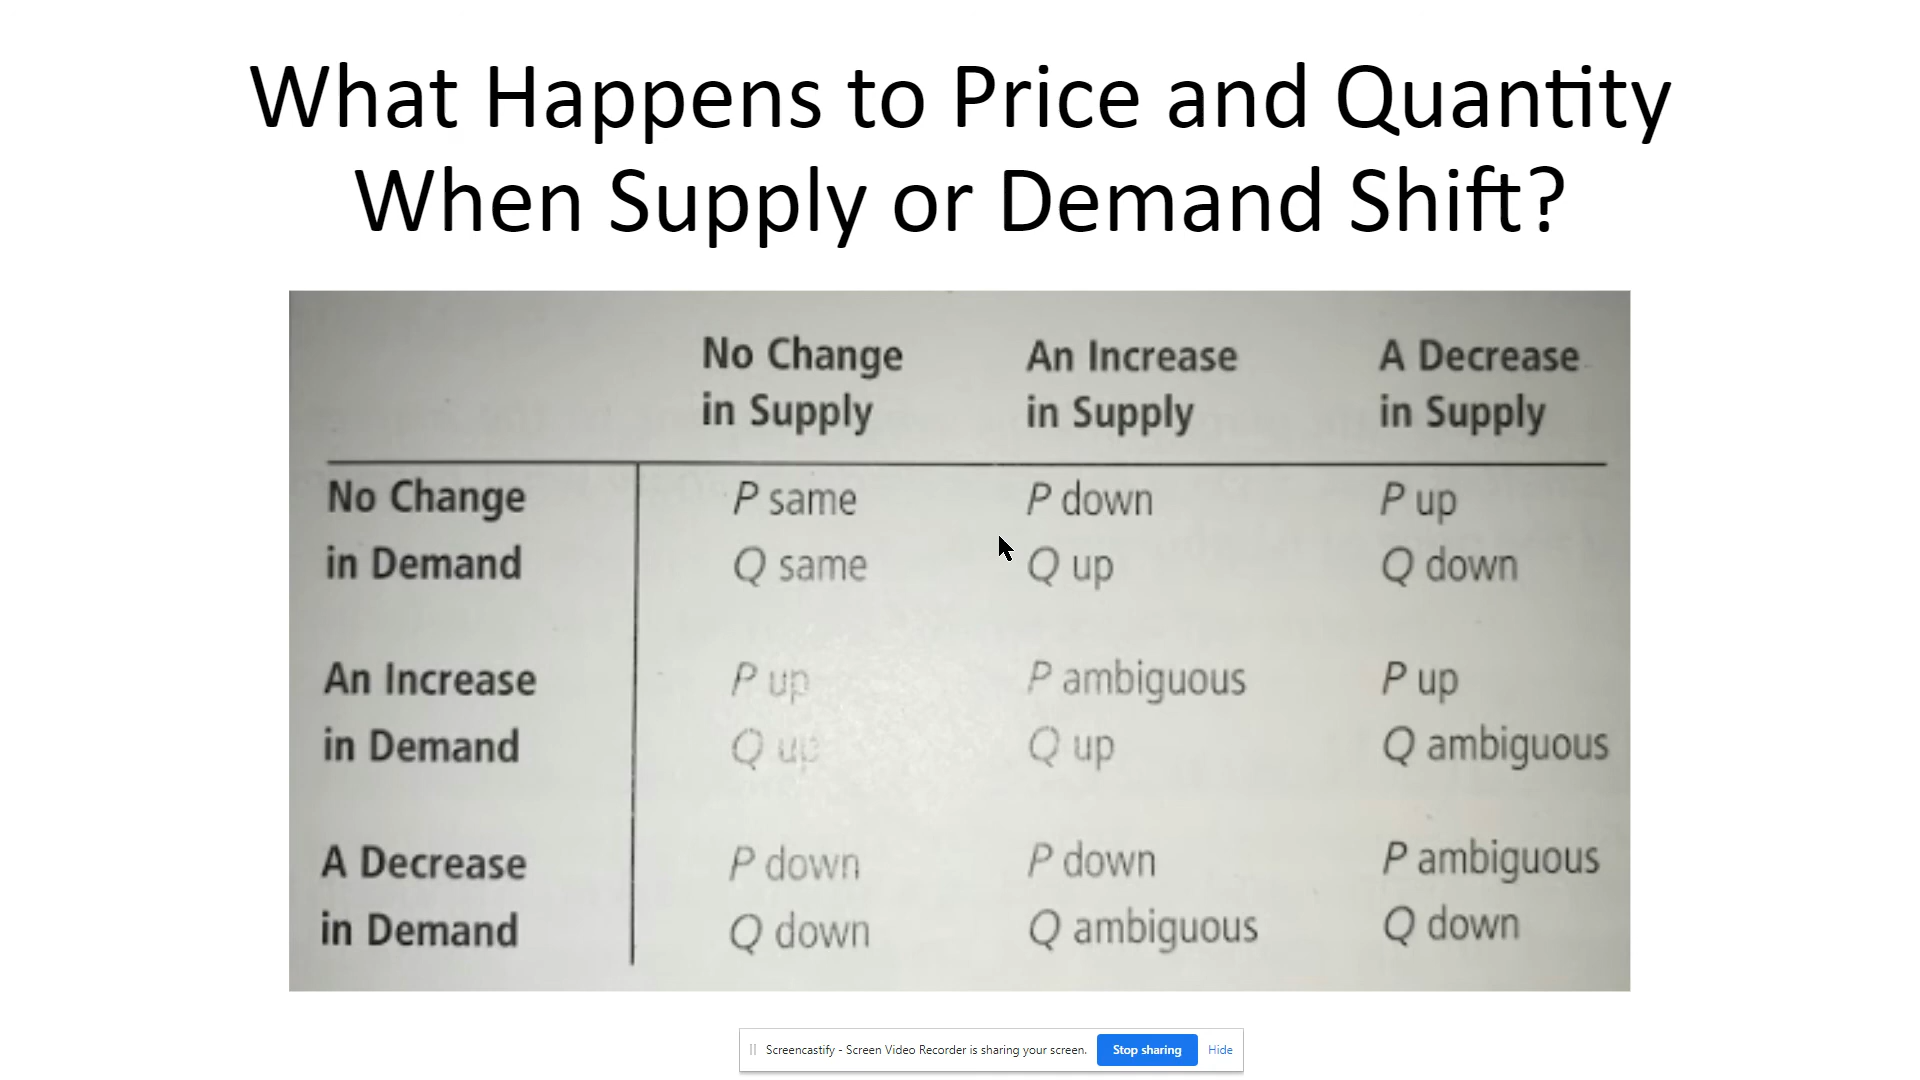 What Happens to Price and Quantity
When Supply or Demand Shift?
No Change An Increase A Decrease
in Supply in Supply in Supply
No Change P same P down P up
in Demand Q same Q up Q down
An Increase P up P ambiguous P up
in Demand Q up Q up Q ambiguous
A Decrease P down P down P ambiguous
in Demand Q down Q ambiguous Q down
Screencastify - Screen Video Recorder is sharing your screen. Stop sharing Hide